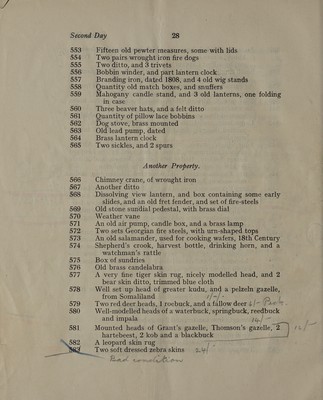 Second Day 28
553 Fifteen old pewter measures, some with lids
554 Two pairs wrought iron fire dogs
555 Two ditto, and 3 trivets
556 Bobbin winder, and part lantern clock
557 Branding iron, dated 1808, and 4 old wig stands
558 Quantity old match boxes, and snuffers
559 Mahogany candle stand, and 3 old lanterns, one folding
in case
560 Three beaver hats, and a felt ditto
561 Quantity of pillow lace bobbins
562 Dog stove, brass mounted
563 Old lead pump, dated
564 Brass lantern clock
565 Two sickles, and 2 spurs
Another Property.
566 Chimney crane, of wrought iron
567 Another ditto
568 Dissolving view lantern, and box containing some early
slides, and an old fret fender, and set of fire-steels
569 Old stone sundial pedestal, with brass dial
570 Weather vane
571 An old air pump, candle box, and a brass lamp
572 Two sets Georgian fire steels, with urn-shaped tops
573 An old salamander, used for cooking wafers, 18th Century
574 Shepherd's crook, harvest bottle, drinking horn, and a
watchman's rattle
575 Box of sundries
576 Old brass candelabra
577 A very fine tiger skin rug, nicely modelled head, and 2
bear skin ditto, trimmed blue cloth
578 Well set up head of greater kudu, and a pelzeln gazelle,
from Somaliland
579 Two red deer heads, 1 roebuck, and a fallow deer
580 Well-modelled heads of a waterbuck, springbuck, reedbuck
and impala
581 Mounted heads of Grant's gazelle, Thomson's gazelle, 2
hartebeest, 2 kob and a blackbuck
582 A leopard skin rug
583 Two soft dressed zebra skins
Bad condition